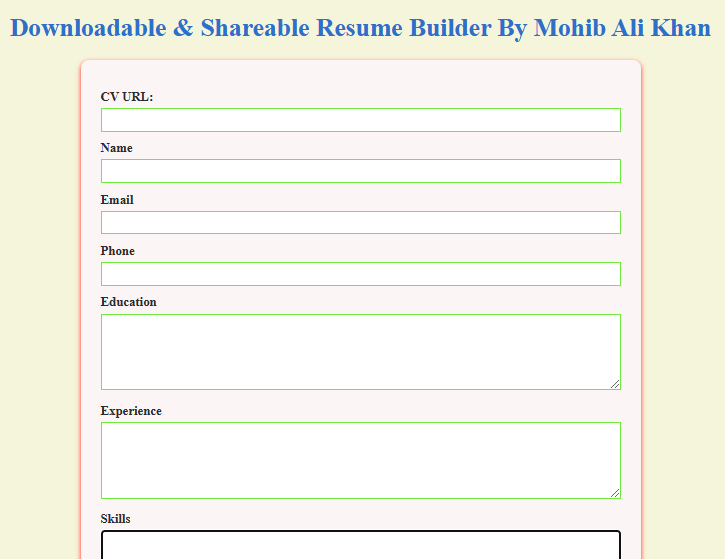 Downloadable & Shareable Resume Builder By Mohib Ali Khan
CV URL:
Name
Email
Phone
Education
Experience
Skills